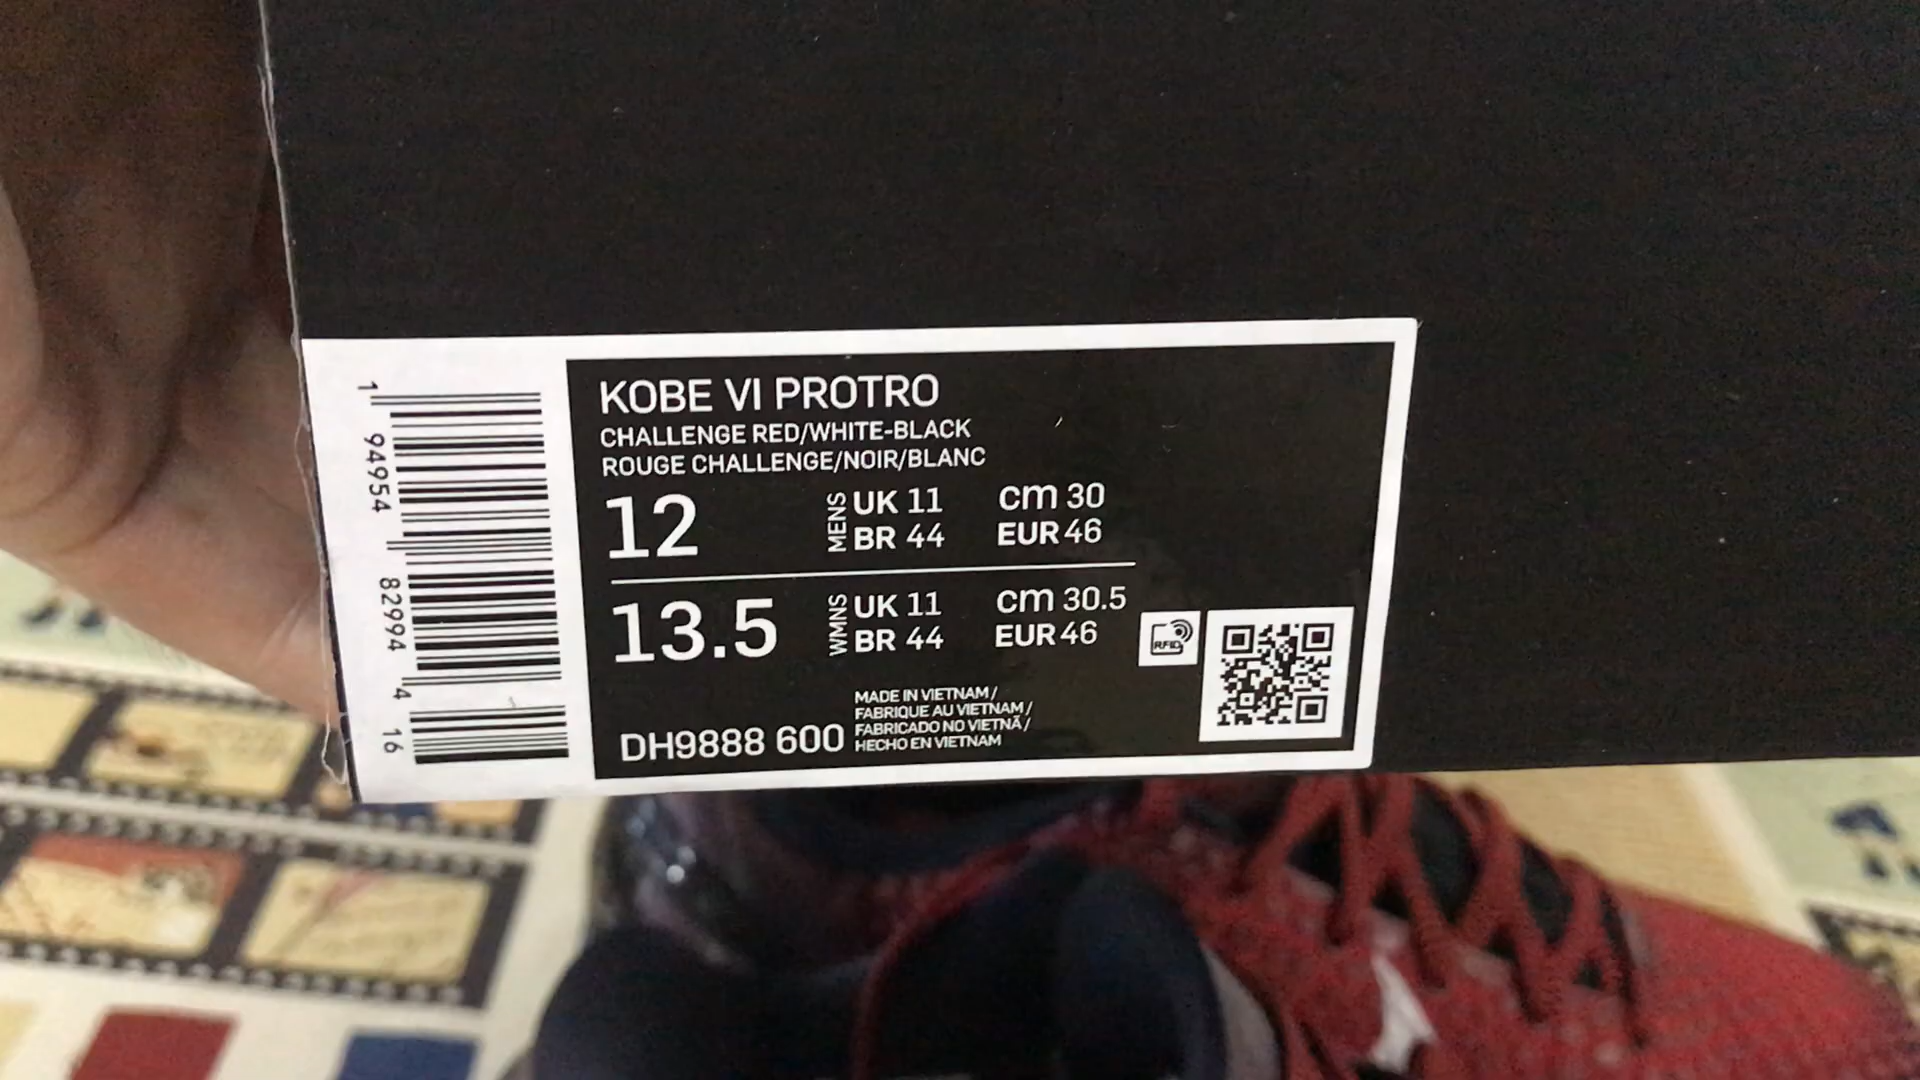 KOBE VI PROTRO
CHALLENGE RED/WHITE-BLACK
ROUGE CHALLENGE/NOIR/BLANC
12
MENS
UK 11 cm 30
BR 44 EUR 46
13.5
WMNS
UK 11 cm 30.5
BR 44 EUR 46
RFID
MADE IN VIETNAM /
FABRIQUE AU VIETNAM /
FABRICADO NO VIETNÃ /
HECHO EN VIETNAM
DH9888 600
1 94954 82994 4 16